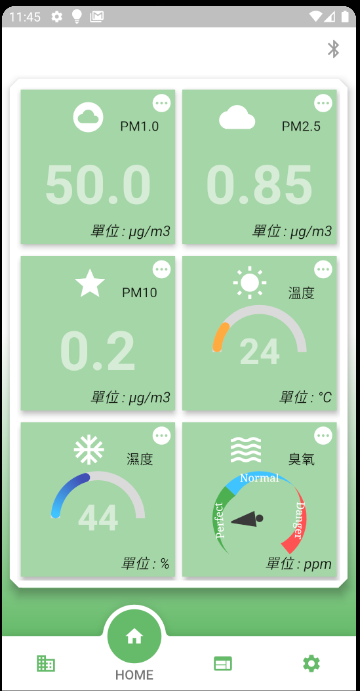 11:45
PM1.0
50.0
單位 : µg/m3
PM2.5
0.85
單位 : µg/m3
PM10
0.2
單位 : µg/m3
溫度
24
單位 : °C
濕度
44
單位 : %
臭氧
Perfect
Normal
Danger
單位 : ppm
HOME